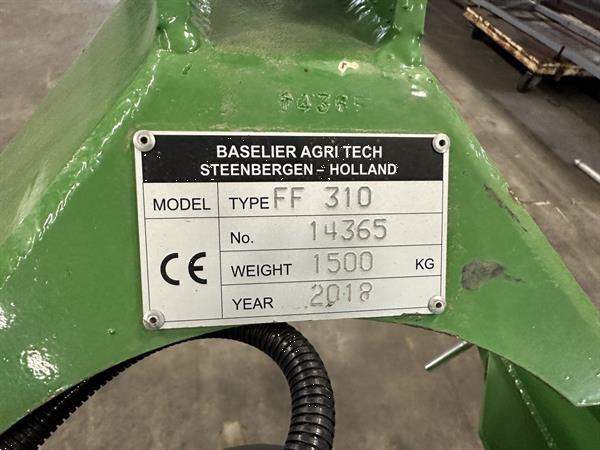 14365
BASELIER AGRI TECH
STEENBERGEN – HOLLAND
MODEL TYPE FF 310
No. 14365
CE WEIGHT 1500 KG
YEAR 2018